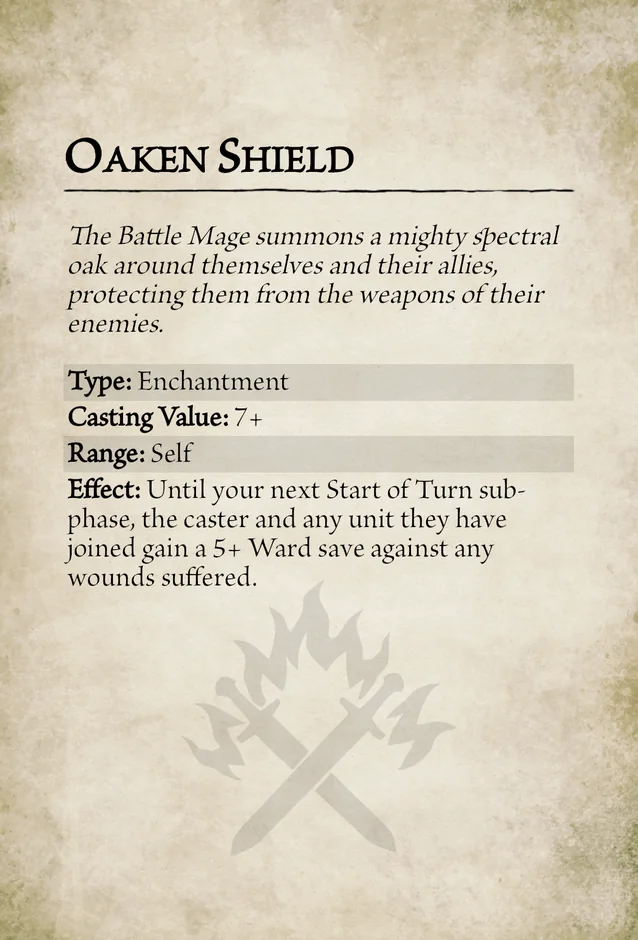 Oaken Shield
The Battle Mage summons a mighty spectral
oak around themselves and their allies,
protecting them from the weapons of their
enemies.
Type: Enchantment
Casting Value: 7+
Range: Self
Effect: Until your next Start of Turn sub-
phase, the caster and any unit they have
joined gain a 5+ Ward save against any
wounds suffered.